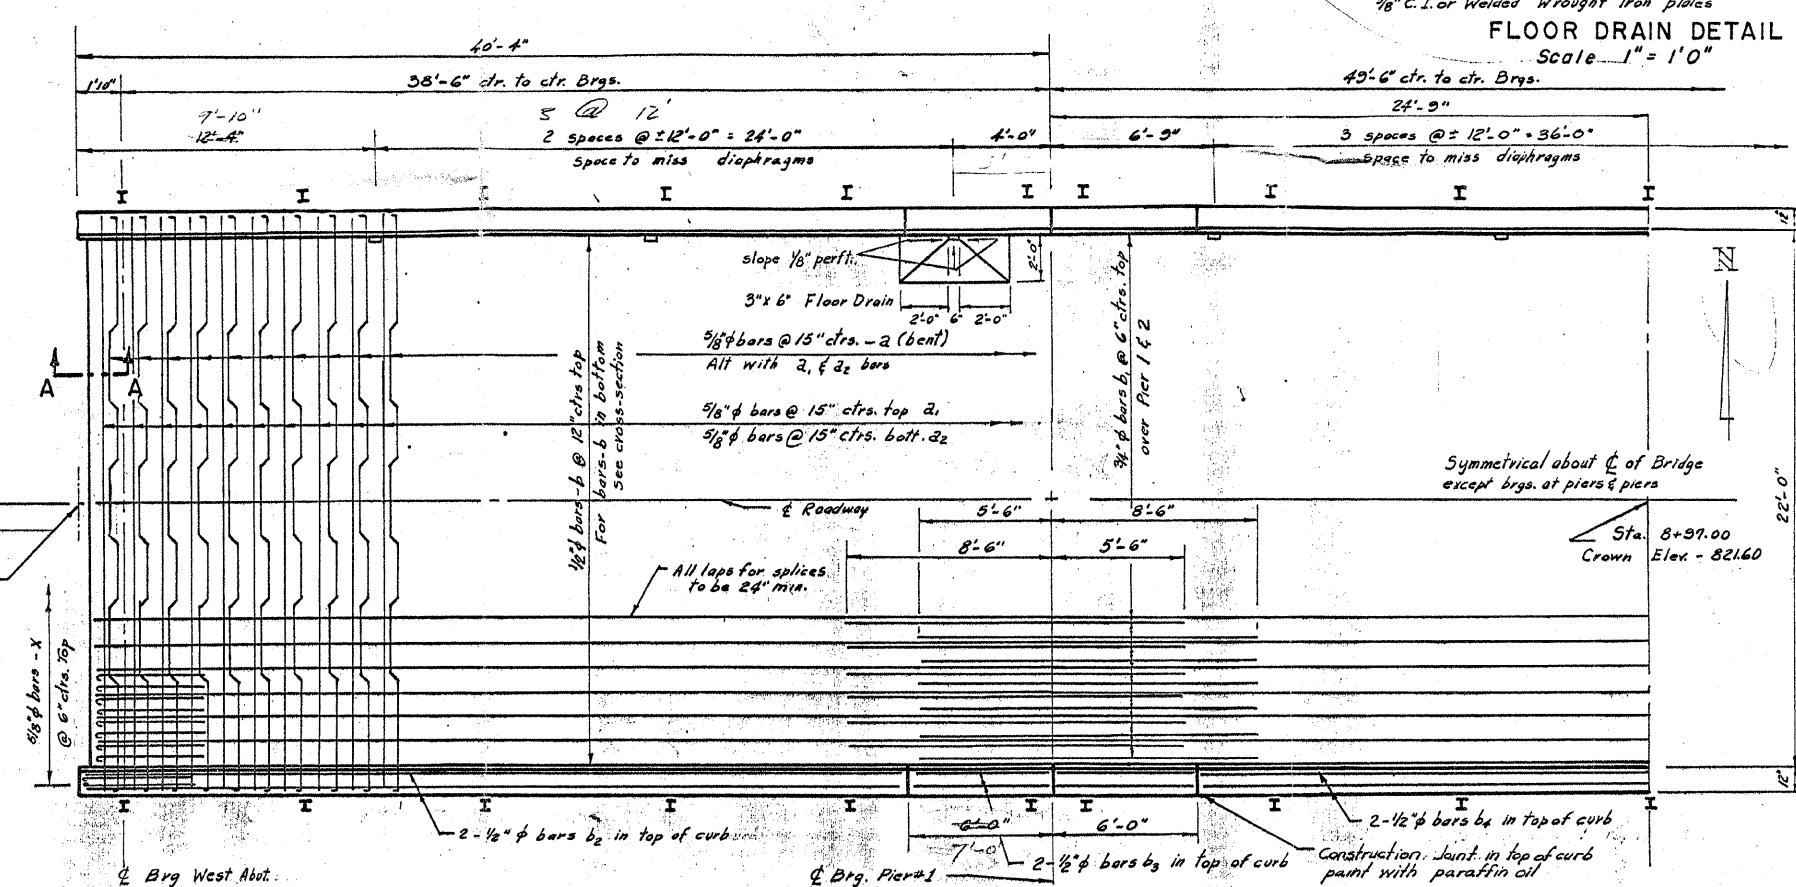 5/8" C.I. or Welded Wrought Iron plates
FLOOR DRAIN DETAIL
Scale 1" = 1'0"
40'-4"
1'10"
38'-6" ctr. to ctr. Brgs.
49'-6" ctr. to ctr. Brgs.
24'-9"
9'-10"
12'-4"
3 @ 12'
2 spaces @ ± 12'-0" = 24'-0"
space to miss diaphragms
4'-0"
6'-9"
3 spaces @ ± 12'-0" = 36'-0"
space to miss diaphragms
I I I I I I I I I I
12"
slope 1/8" per ft.
2'-0"
N
3" x 6" Floor Drain
2'-0" 6" 2'-0"
5/8" φ bars @ 15" ctrs. - a (bent)
Alt with a₁ & a₂ bars
A A
5/8" φ bars @ 15" ctrs. top a₁
5/8" φ bars @ 15" ctrs. bott. a₂
1/2" φ bars - b @ 12" ctrs top
For bars - b in bottom
See cross-section
3/4" φ bars b₁ @ 6" ctrs. top
over Pier 1 & 2
Symmetrical about ℄ of Bridge
except brgs. at piers & piers
℄ Roadway
5'-6"
8'-6"
22'-0"
Sta. 8+97.00
Crown Elev. - 821.60
8'-6"
5'-6"
All laps for splices
to be 24" min.
5/8" φ bars - X
@ 6" ctrs. Top
12"
I I I I I I I I I I
2 - 1/2" φ bars b₂ in top of curb
6'-0"
7'-0"
6'-0"
2 - 1/2" φ bars b₄ in top of curb
2 - 1/2" φ bars b₃ in top of curb
Construction Joint in top of curb
paint with paraffin oil
℄ Brg West Abut.
℄ Brg. Pier #1